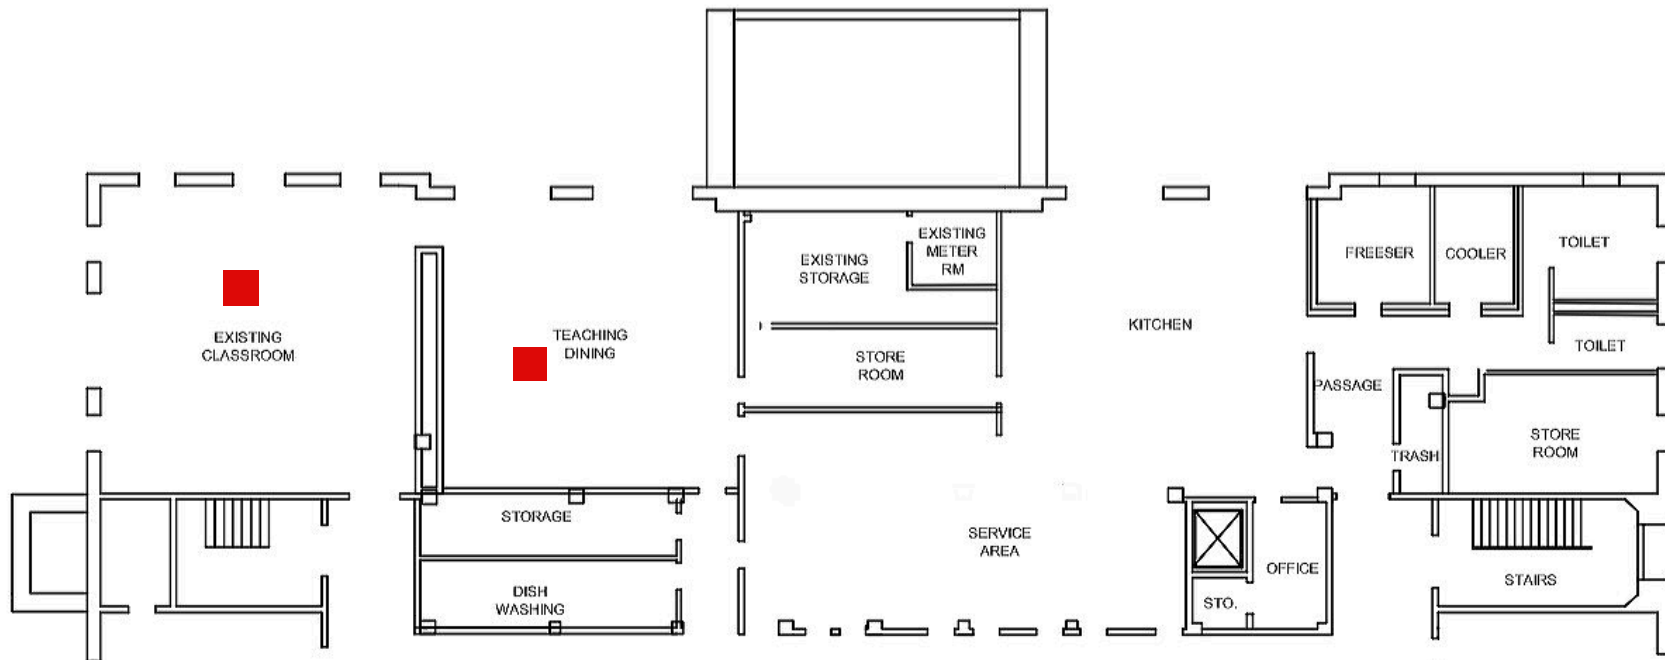 EXISTING
METER
RM
EXISTING
STORAGE
FREESER
COOLER
TOILET
EXISTING
CLASSROOM
TEACHING
DINING
KITCHEN
STORE
ROOM
TOILET
PASSAGE
TRASH
STORE
ROOM
STORAGE
SERVICE
AREA
OFFICE
STAIRS
DISH
WASHING
STO.